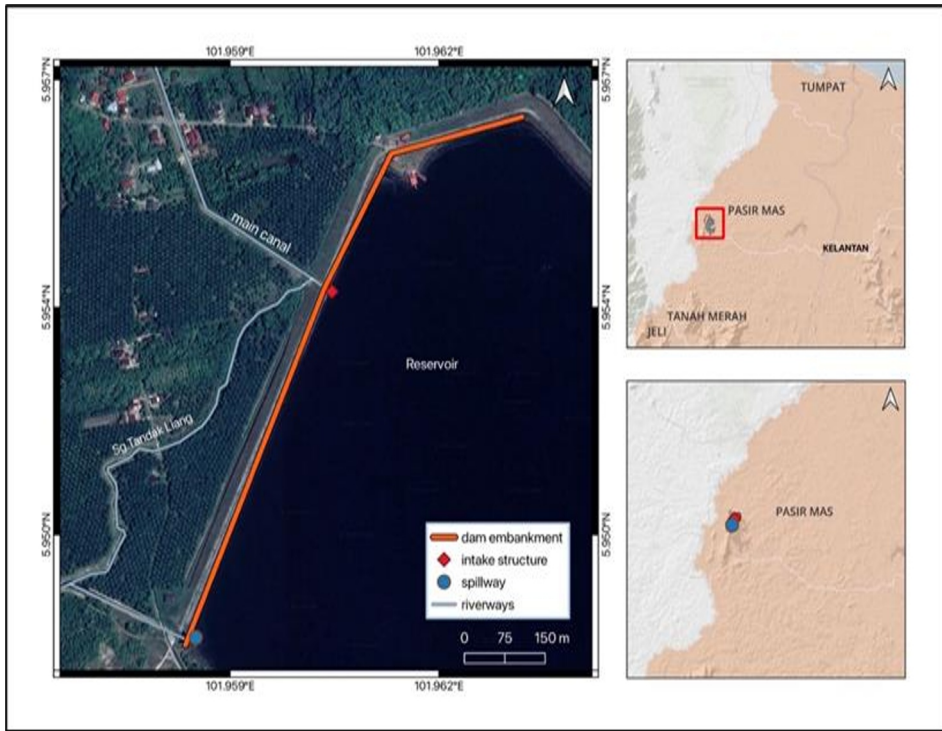 101.959°E
101.962°E
5.957°N
5.957°N
main canal
5.954°N
5.954°N
Reservoir
Sg.Tandak Liang
5.950°N
5.950°N
dam embankment
intake structure
spillway
riverways
0 75 150 m
101.959°E
101.962°E
TUMPAT
PASIR MAS
KELANTAN
TANAH MERAH
JELI
PASIR MAS